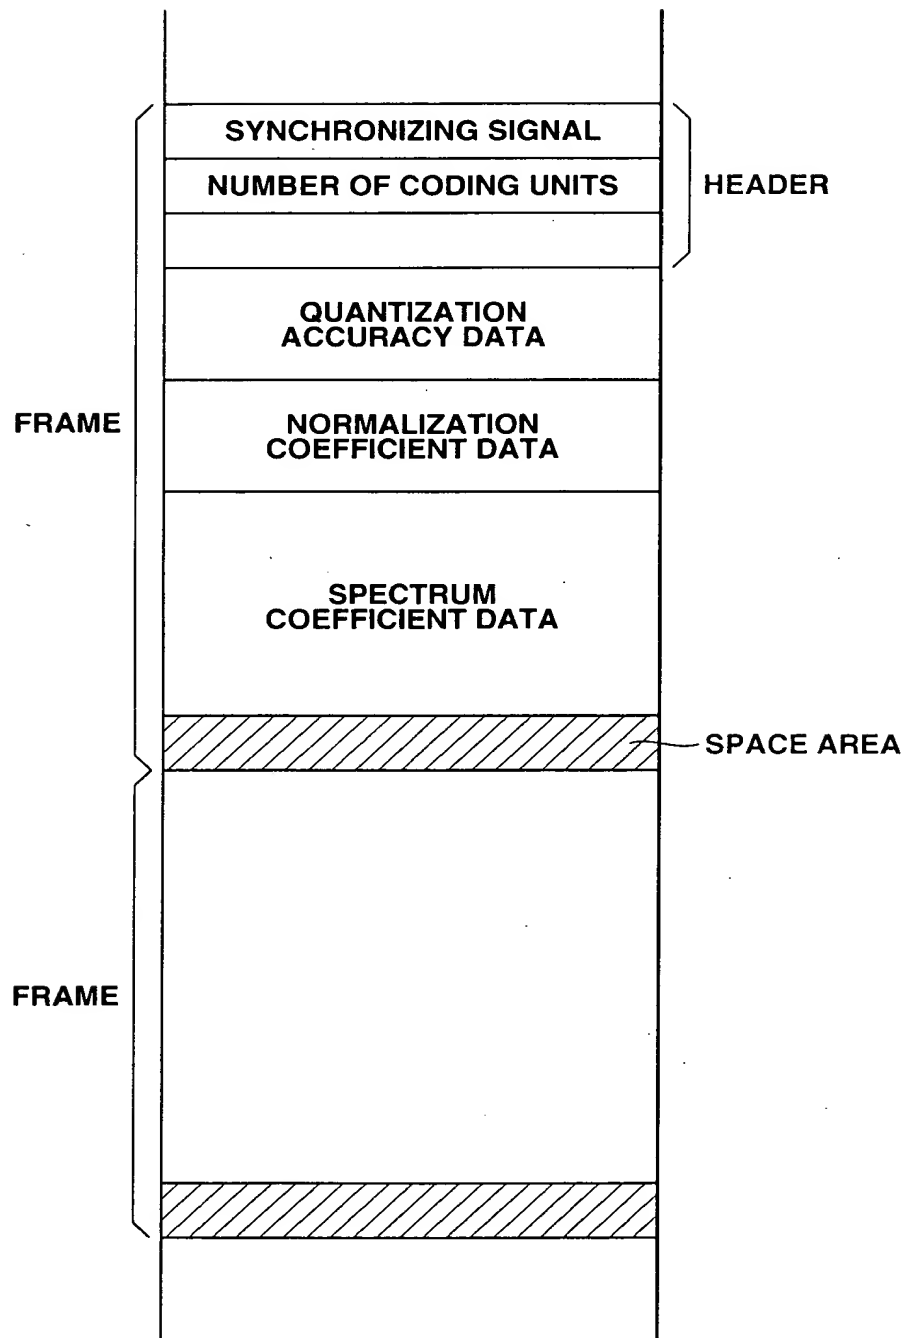 SYNCHRONIZING SIGNAL
NUMBER OF CODING UNITS
HEADER
QUANTIZATION
ACCURACY DATA
FRAME
NORMALIZATION
COEFFICIENT DATA
SPECTRUM
COEFFICIENT DATA
SPACE AREA
FRAME